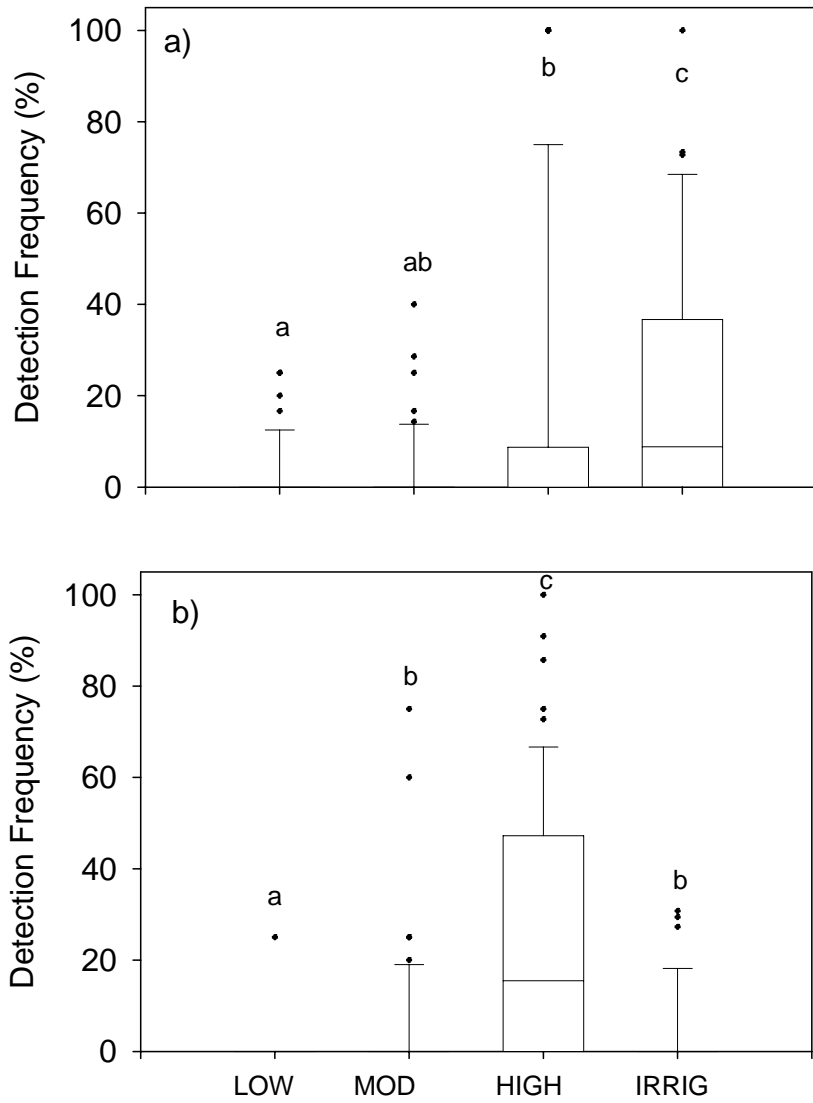 a)
Detection Frequency (%)
100
80
60
40
20
0
a
ab
b
c
b)
Detection Frequency (%)
100
80
60
40
20
0
a
b
c
b
LOW MOD HIGH IRRIG